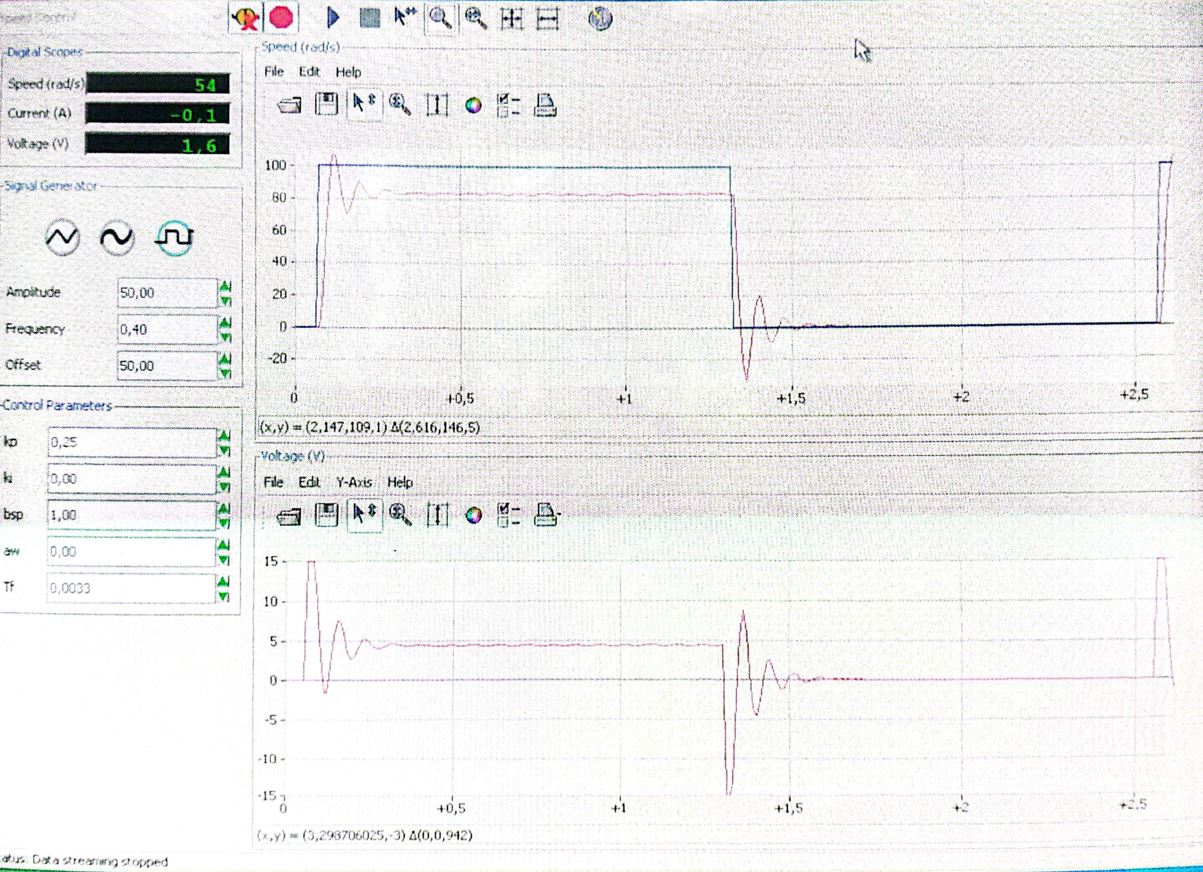 Speed Control
Digital Scopes
Speed (rad/s) 54
Current (A) -0,1
Voltage (V) 1,6
Signal Generator
Amplitude 50,00
Frequency 0,40
Offset 50,00
Control Parameters
kp 0,25
ki 0,00
bsp 1,00
aw 0,00
Tf 0,0033
Speed (rad/s)
File Edit Help
100
80
60
40
20
0
-20
0 +0,5 +1 +1,5 +2 +2,5
(x,y) = (2,147,109,1) Δ(2,616,146,5)
Voltage (V)
File Edit Y-Axis Help
15
10
5
0
-5
-10
-15
0 +0,5 +1 +1,5 +2 +2,5
(x,y) = (3,298706025,-3) Δ(0,0,942)
atus: Data streaming stopped